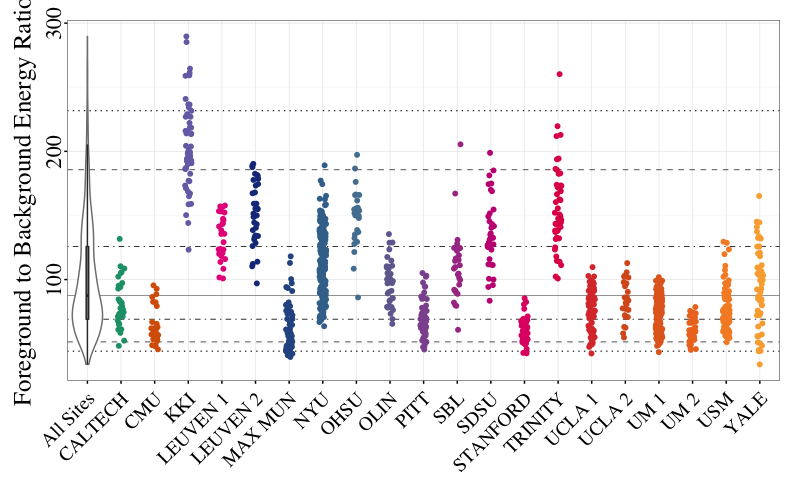 Foreground to Background Energy Ratio
300
200
100
All Sites
CALTECH
CMU
KKI
LEUVEN 1
LEUVEN 2
MAX MUN
NYU
OHSU
OLIN
PITT
SBL
SDSU
STANFORD
TRINITY
UCLA 1
UCLA 2
UM 1
UM 2
USM
YALE